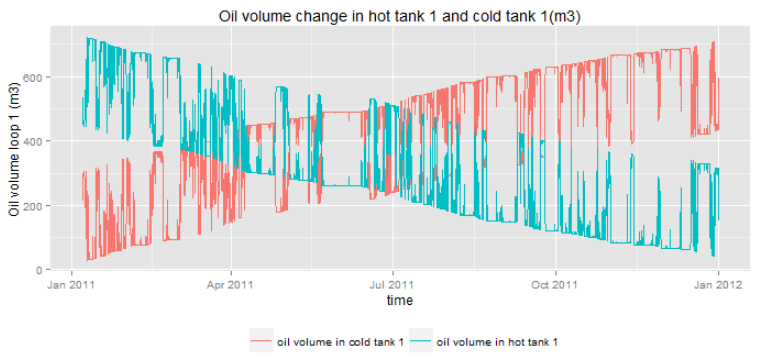 Oil volume change in hot tank 1 and cold tank 1(m3)
Oil volume loop 1 (m3)
600
400
200
0
Jan 2011
Apr 2011
Jul 2011
Oct 2011
Jan 2012
time
oil volume in cold tank 1
oil volume in hot tank 1